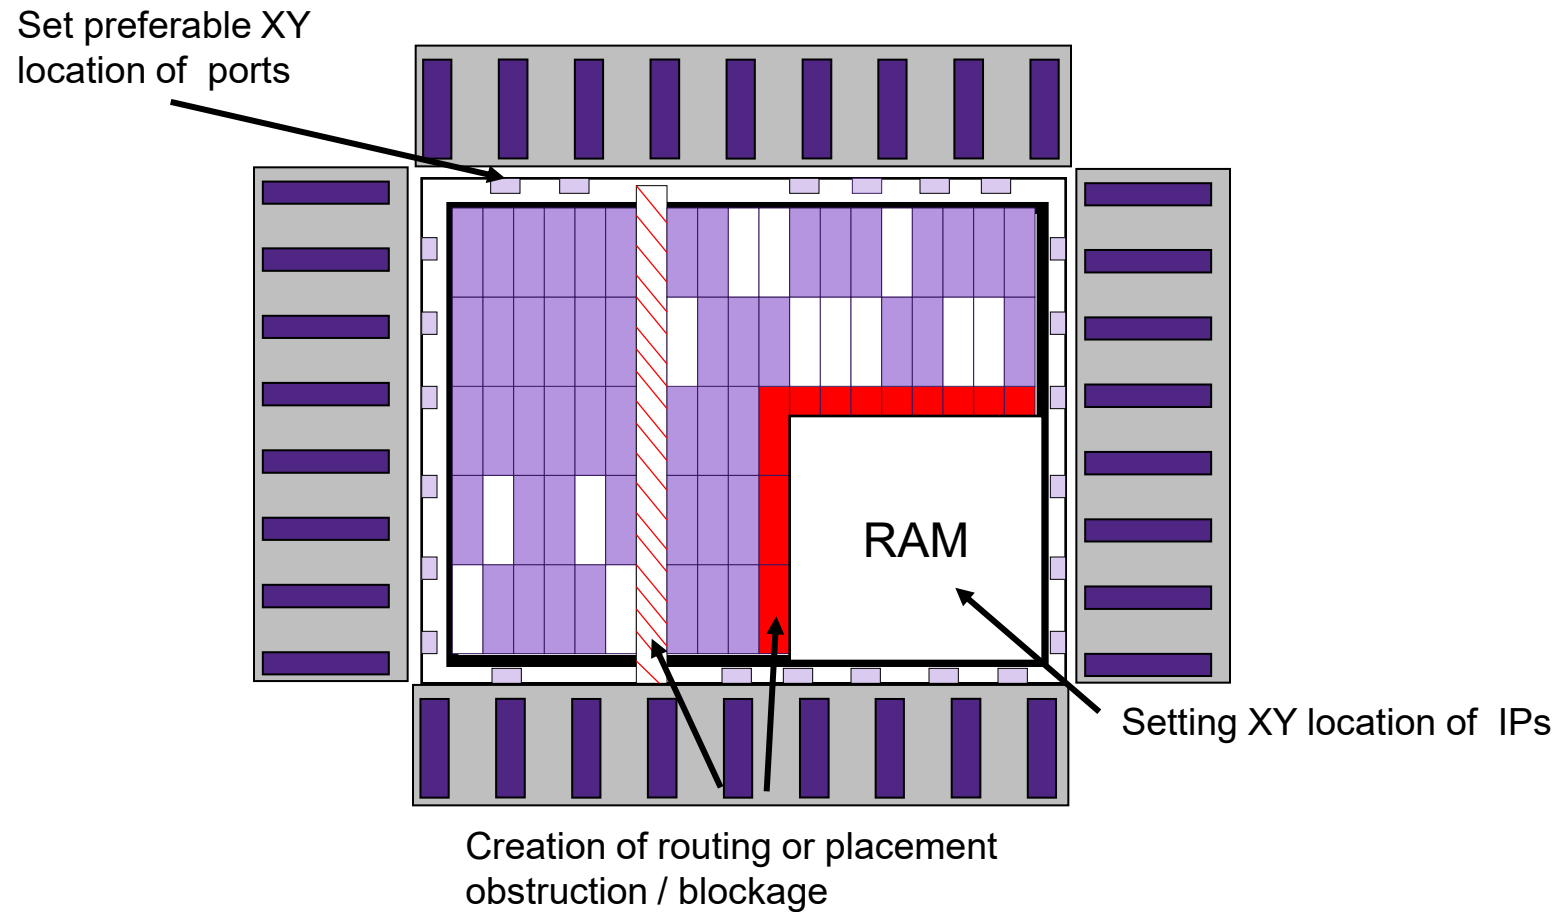 Set preferable XY
location of ports
RAM
Setting XY location of IPs
Creation of routing or placement
obstruction / blockage